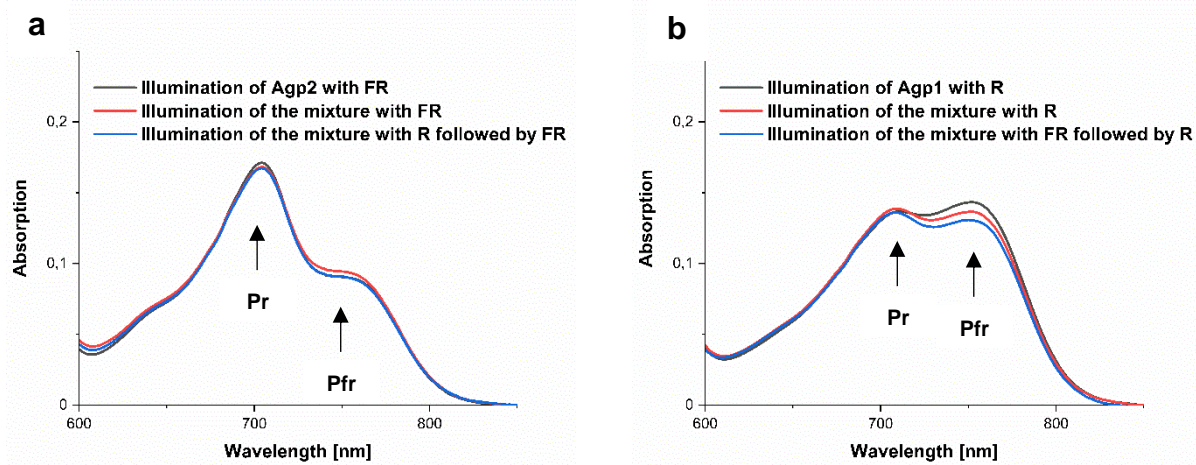 a
Illumination of Agp2 with FR
Illumination of the mixture with FR
Illumination of the mixture with R followed by FR
0,2
0,1
0
Absorption
Pr
Pfr
600
700
800
Wavelength [nm]
b
Illumination of Agp1 with R
Illumination of the mixture with R
Illumination of the mixture with FR followed by R
0,2
0,1
0
Absorption
Pr
Pfr
600
700
800
Wavelength [nm]